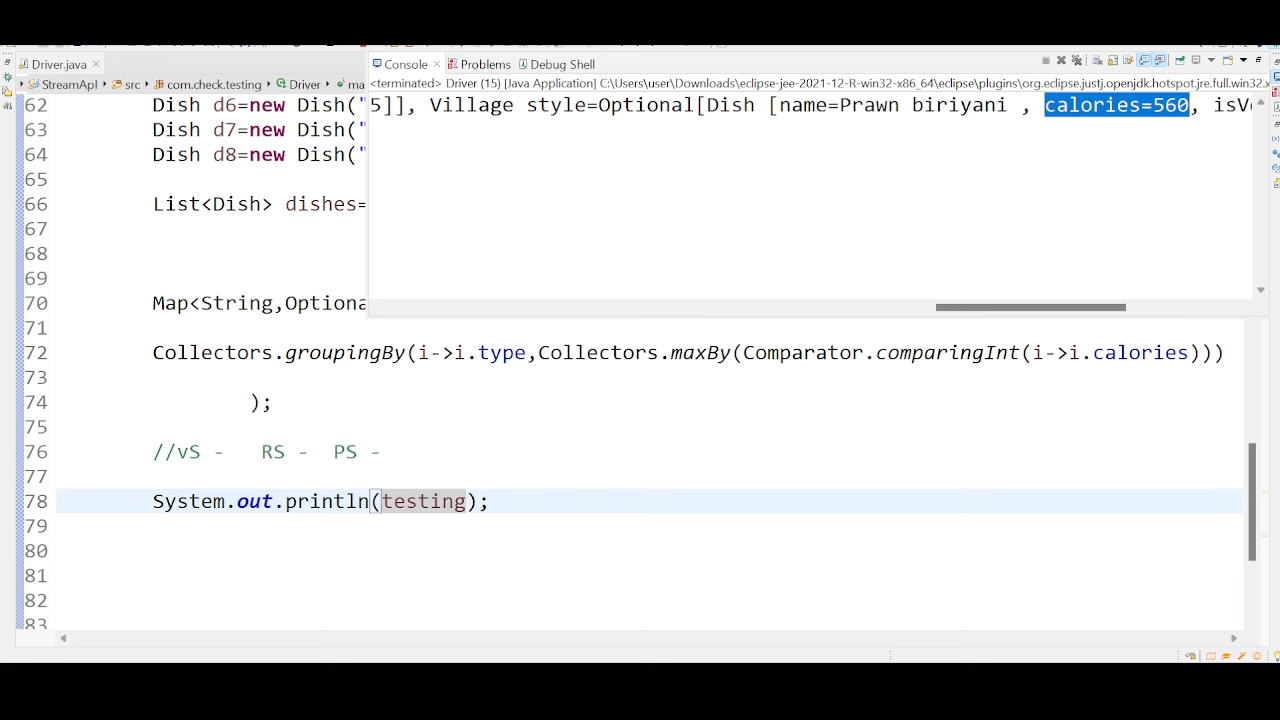 Driver.java
Console
Problems
Debug Shell
StreamApI
src
com.check.testing
Driver
<terminated> Driver (15) [Java Application] C:\Users\user\Downloads\eclipse-jee-2021-12-R-win32-x86_64\eclipse\plugins\org.eclipse.justj.openjdk.hotspot.jre.full.win32.x
5]], Village style=Optional[Dish [name=Prawn biriyani , calories=560, isV
62 Dish d6=new Dish("
63 Dish d7=new Dish("
64 Dish d8=new Dish("
65
66 List<Dish> dishes=
67
68
69
70 Map<String,Optiona
71
72 Collectors.groupingBy(i->i.type,Collectors.maxBy(Comparator.comparingInt(i->i.calories)))
73
74 );
75
76 //vS - RS - PS -
77
78 System.out.println(testing);
79
80
81
82
83